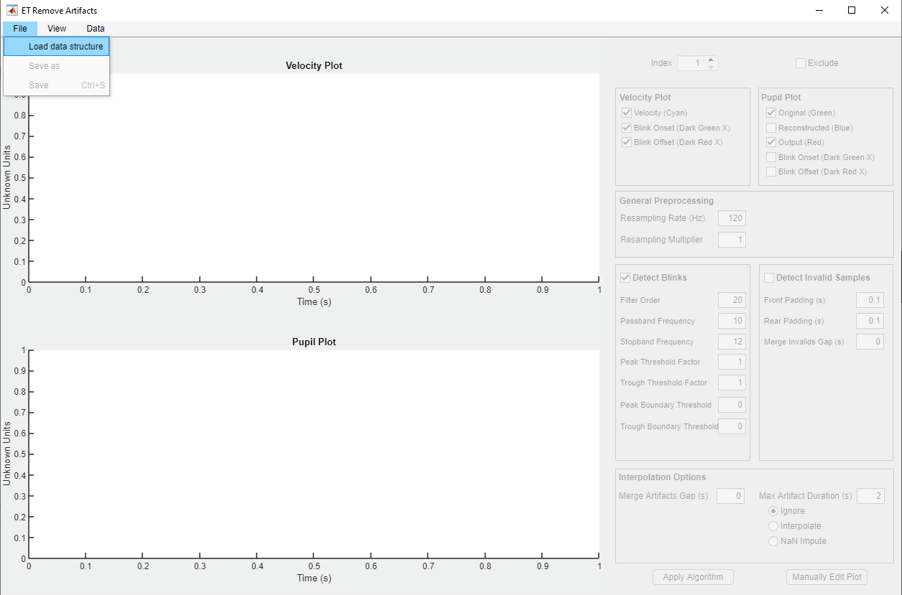 ET Remove Artifacts
File View Data
Load data structure
Save as
Save Ctrl+S
Velocity Plot
0.9
0.8
0.7
0.6
0.5
0.4
0.3
0.2
0.1
0
Unknown Units
0 0.1 0.2 0.3 0.4 0.5 0.6 0.7 0.8 0.9 1
Time (s)
Pupil Plot
1
0.9
0.8
0.7
0.6
0.5
0.4
0.3
0.2
0.1
0
Unknown Units
0 0.1 0.2 0.3 0.4 0.5 0.6 0.7 0.8 0.9 1
Time (s)
Index 1 Exclude
Velocity Plot
Velocity (Cyan)
Blink Onset (Dark Green X)
Blink Offset (Dark Red X)
Pupil Plot
Original (Green)
Reconstructed (Blue)
Output (Red)
Blink Onset (Dark Green X)
Blink Offset (Dark Red X)
General Preprocessing
Resampling Rate (Hz) 120
Resampling Multiplier 1
Detect Blinks
Filter Order 20
Passband Frequency 10
Stopband Frequency 12
Peak Threshold Factor 1
Trough Threshold Factor 1
Peak Boundary Threshold 0
Trough Boundary Threshold 0
Detect Invalid Samples
Front Padding (s) 0.1
Rear Padding (s) 0.1
Merge Invalids Gap (s) 0
Interpolation Options
Merge Artifacts Gap (s) 0 Max Artifact Duration (s) 2
Ignore
Interpolate
NaN Impute
Apply Algorithm Manually Edit Plot